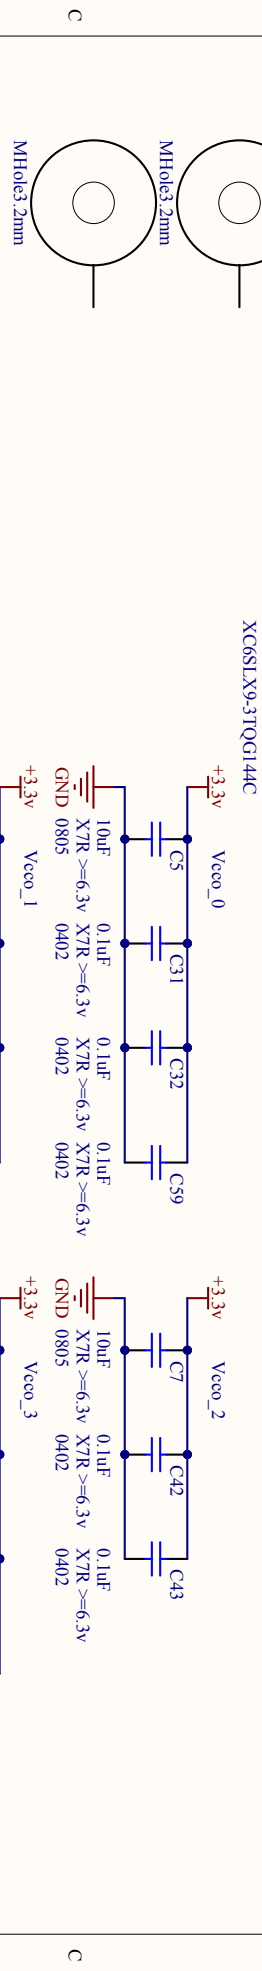 C
MHole3.2mm
MHole3.2mm
XC6SLX9-3TQG144C
+3.3v
Vcco_0
C5
C31
C32
C59
10uF
X7R >=6.3v
0805
0.1uF
X7R >=6.3v
0402
0.1uF
X7R >=6.3v
0402
0.1uF
X7R >=6.3v
0402
GND
+3.3v
Vcco_1
+3.3v
Vcco_2
C7
C42
C43
10uF
X7R >=6.3v
0805
0.1uF
X7R >=6.3v
0402
0.1uF
X7R >=6.3v
0402
GND
+3.3v
Vcco_3
C